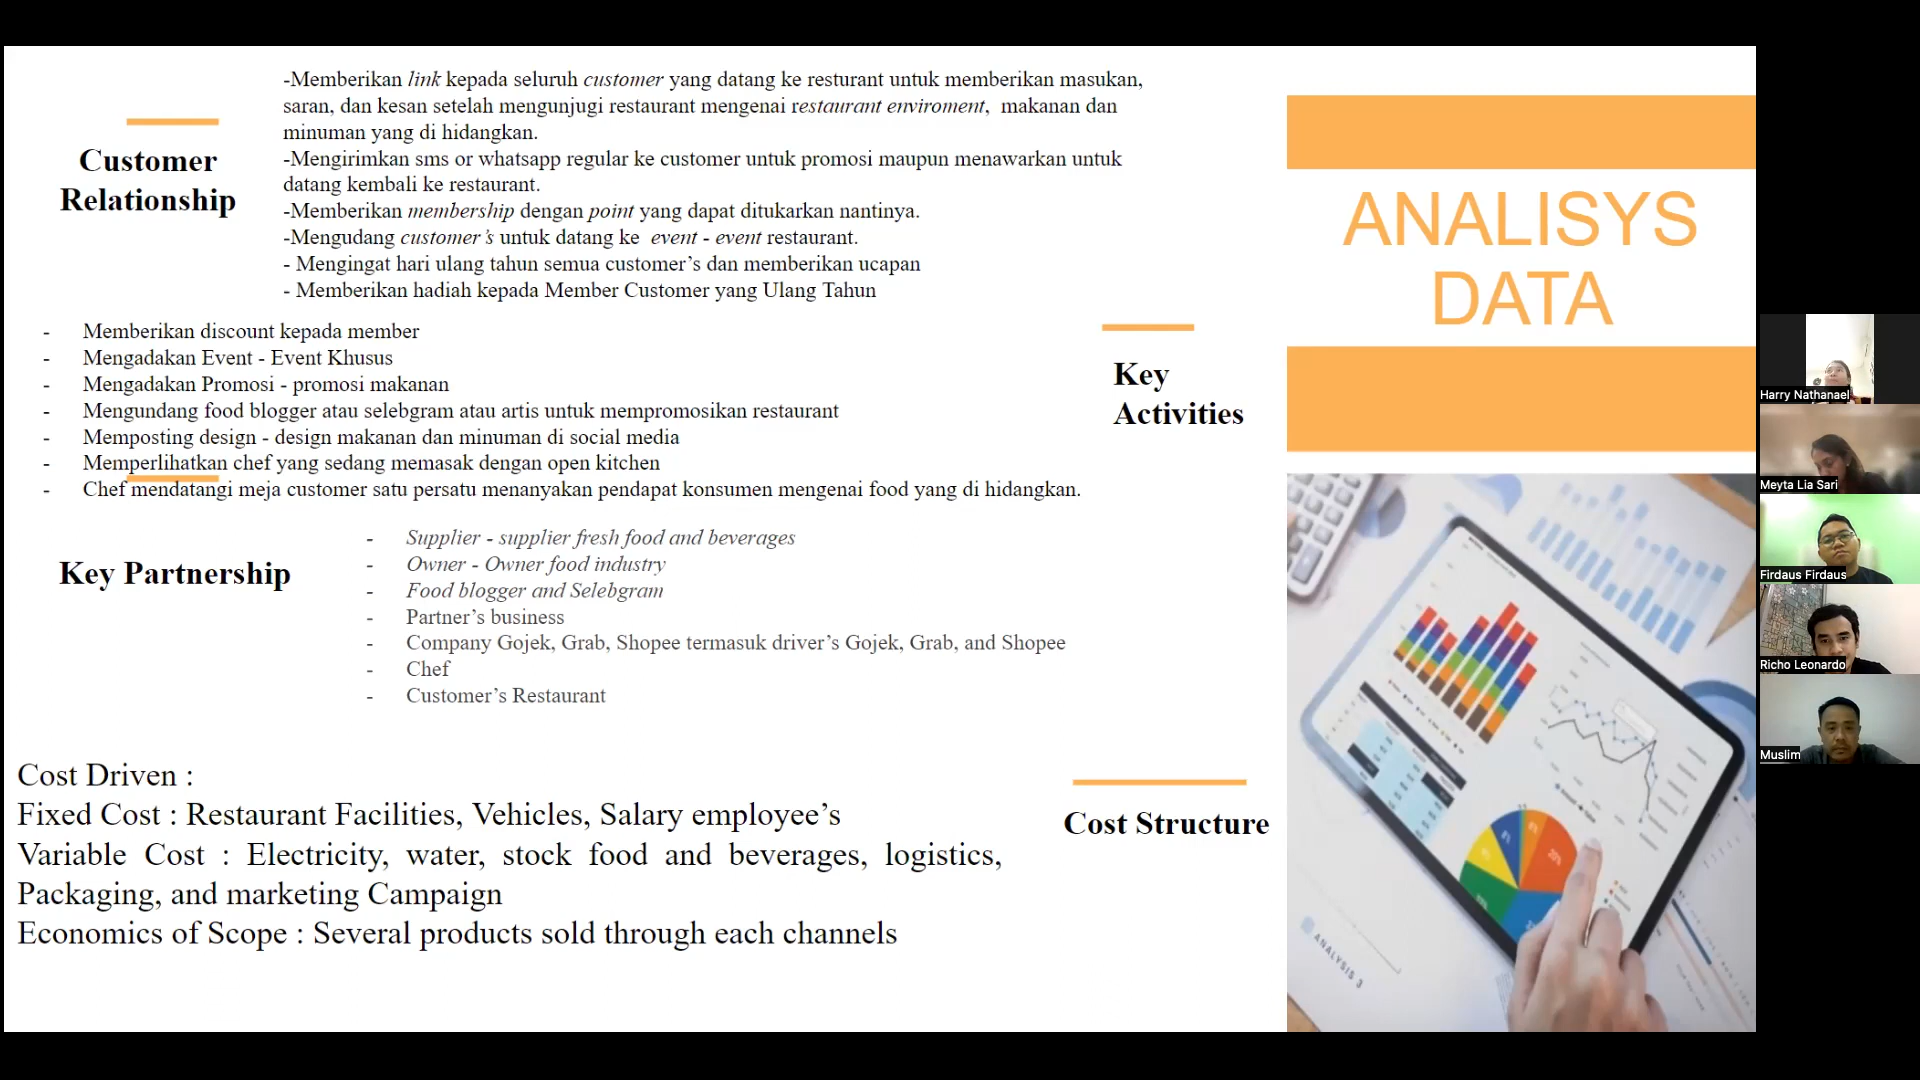 -Memberikan link kepada seluruh customer yang datang ke resturant untuk memberikan masukan,
saran, dan kesan setelah mengunjugi restaurant mengenai restaurant enviroment, makanan dan
minuman yang di hidangkan.
-Mengirimkan sms or whatsapp regular ke customer untuk promosi maupun menawarkan untuk
datang kembali ke restaurant.
-Memberikan membership dengan point yang dapat ditukarkan nantinya.
-Mengudang customer’s untuk datang ke event - event restaurant.
- Mengingat hari ulang tahun semua customer’s dan memberikan ucapan
- Memberikan hadiah kepada Member Customer yang Ulang Tahun
Customer
Relationship
- Memberikan discount kepada member
- Mengadakan Event - Event Khusus
- Mengadakan Promosi - promosi makanan
- Mengundang food blogger atau selebgram atau artis untuk mempromosikan restaurant
- Memposting design - design makanan dan minuman di social media
- Memperlihatkan chef yang sedang memasak dengan open kitchen
- Chef mendatangi meja customer satu persatu menanyakan pendapat konsumen mengenai food yang di hidangkan.
Key
Activities
Key Partnership
- Supplier - supplier fresh food and beverages
- Owner - Owner food industry
- Food blogger and Selebgram
- Partner’s business
- Company Gojek, Grab, Shopee termasuk driver’s Gojek, Grab, and Shopee
- Chef
- Customer’s Restaurant
Cost Driven :
Fixed Cost : Restaurant Facilities, Vehicles, Salary employee’s
Variable Cost : Electricity, water, stock food and beverages, logistics,
Packaging, and marketing Campaign
Economics of Scope : Several products sold through each channels
Cost Structure
ANALISYS
DATA
ANALYSIS 3
Harry Nathanael
Meyta Lia Sari
Firdaus Firdaus
Richo Leonardo
Muslim